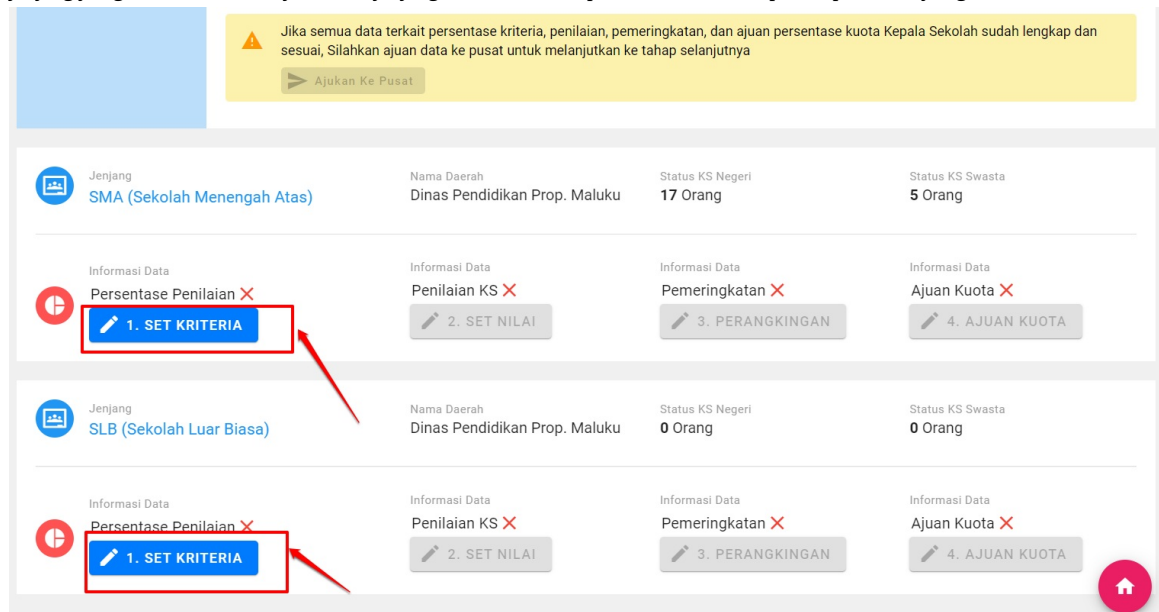 Jika semua data terkait persentase kriteria, penilaian, pemeringkatan, dan ajuan persentase kuota Kepala Sekolah sudah lengkap dan
sesuai, Silahkan ajuan data ke pusat untuk melanjutkan ke tahap selanjutnya
Ajukan Ke Pusat
Jenjang
SMA (Sekolah Menengah Atas)
Nama Daerah
Dinas Pendidikan Prop. Maluku
Status KS Negeri
17 Orang
Status KS Swasta
5 Orang
Informasi Data
Persentase Penilaian
1. SET KRITERIA
Informasi Data
Penilaian KS
2. SET NILAI
Informasi Data
Pemeringkatan
3. PERANGKINGAN
Informasi Data
Ajuan Kuota
4. AJUAN KUOTA
Jenjang
SLB (Sekolah Luar Biasa)
Nama Daerah
Dinas Pendidikan Prop. Maluku
Status KS Negeri
0 Orang
Status KS Swasta
0 Orang
Informasi Data
Persentase Penilaian
1. SET KRITERIA
Informasi Data
Penilaian KS
2. SET NILAI
Informasi Data
Pemeringkatan
3. PERANGKINGAN
Informasi Data
Ajuan Kuota
4. AJUAN KUOTA